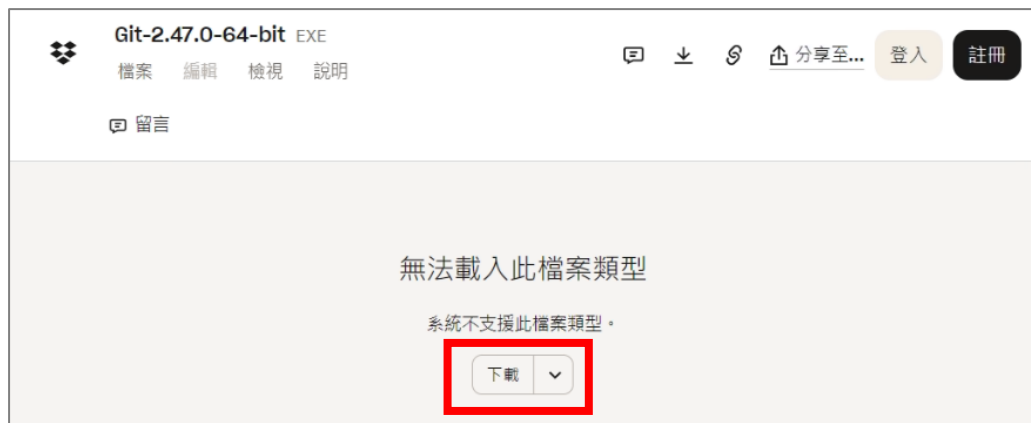 Git-2.47.0-64-bit EXE
檔案 編輯 檢視 說明
分享至... 登入 註冊
留言
無法載入此檔案類型
系統不支援此檔案類型。
下載